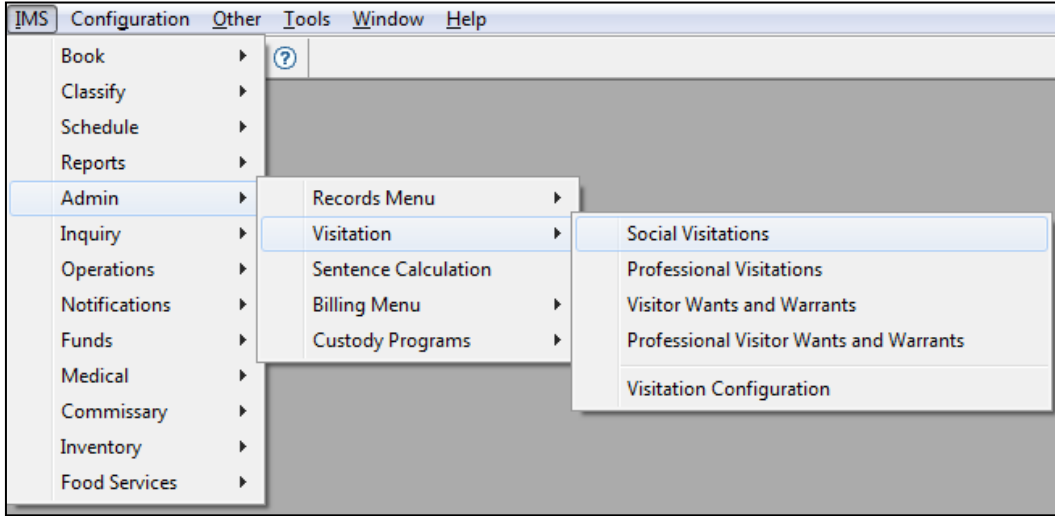 IMS Configuration Other Tools Window Help
Book
?
Classify
Schedule
Reports
Admin
Inquiry
Operations
Notifications
Funds
Medical
Commissary
Inventory
Food Services
Records Menu
Visitation
Sentence Calculation
Billing Menu
Custody Programs
Social Visitations
Professional Visitations
Visitor Wants and Warrants
Professional Visitor Wants and Warrants
Visitation Configuration